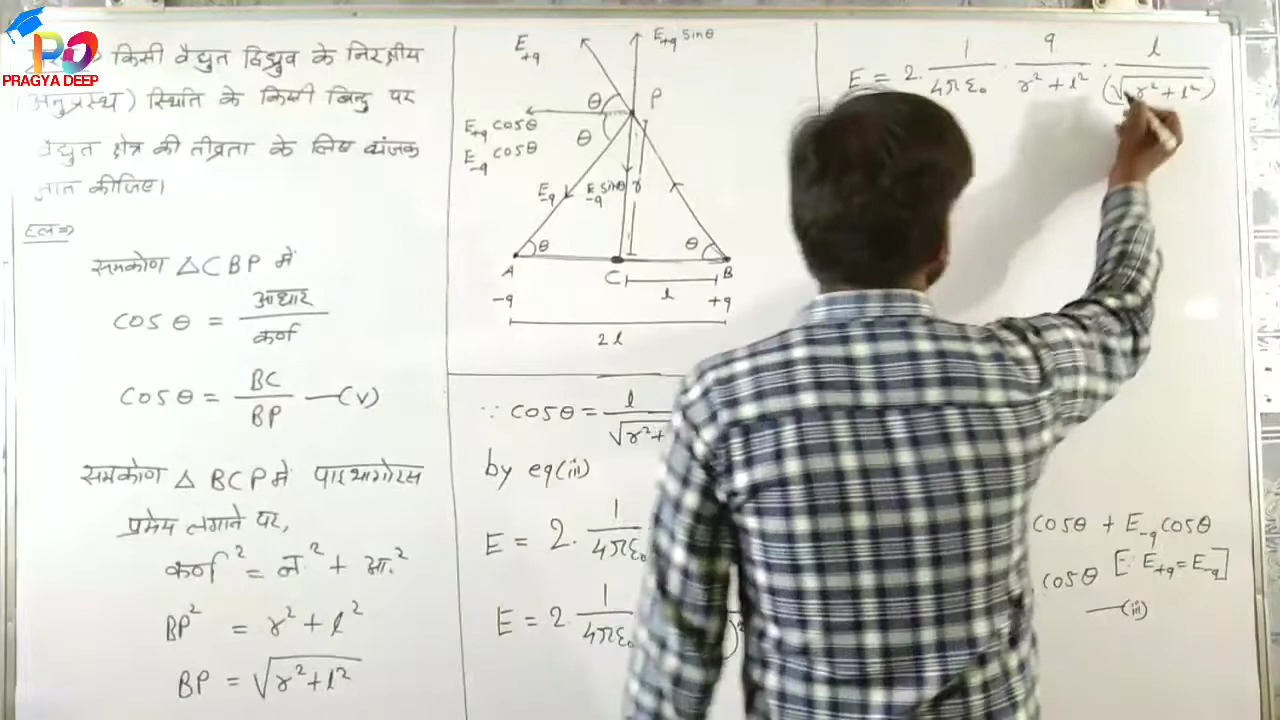 PRAGYA DEEP
किसी वैद्युत द्विध्रुव के निरक्षीय
(अनुप्रस्थ) स्थिति के किसी बिन्दु पर
वैद्युत क्षेत्र की तीव्रता के लिए व्यंजक
ज्ञात कीजिए।
हल⇒
समकोण △CBP में
cosθ = आधार / कर्ण
cosθ = BC / BP —(v)
समकोण △ BCP में पाइथागोरस
प्रमेय लगाने पर,
कर्ण² = लं.² + आ.²
BP² = r² + l²
BP = √r²+l²
E+q
E+q sinθ
θ
P
E+q cosθ
E-q cosθ
θ
E-q
E-q sinθ
r
θ
θ
A
C
B
-q
l
+q
2l
∵ cosθ = l / √r²+
by eq(iii)
E = 2. 1 / 4πε₀
E = 2. 1 / 4πε₀
)²
E = 2. 1 / 4πε₀ . q / r² + l² . l / (√r² + l²)
cosθ + E-q cosθ
cosθ [∵ E+q = E-q]
—(iii)